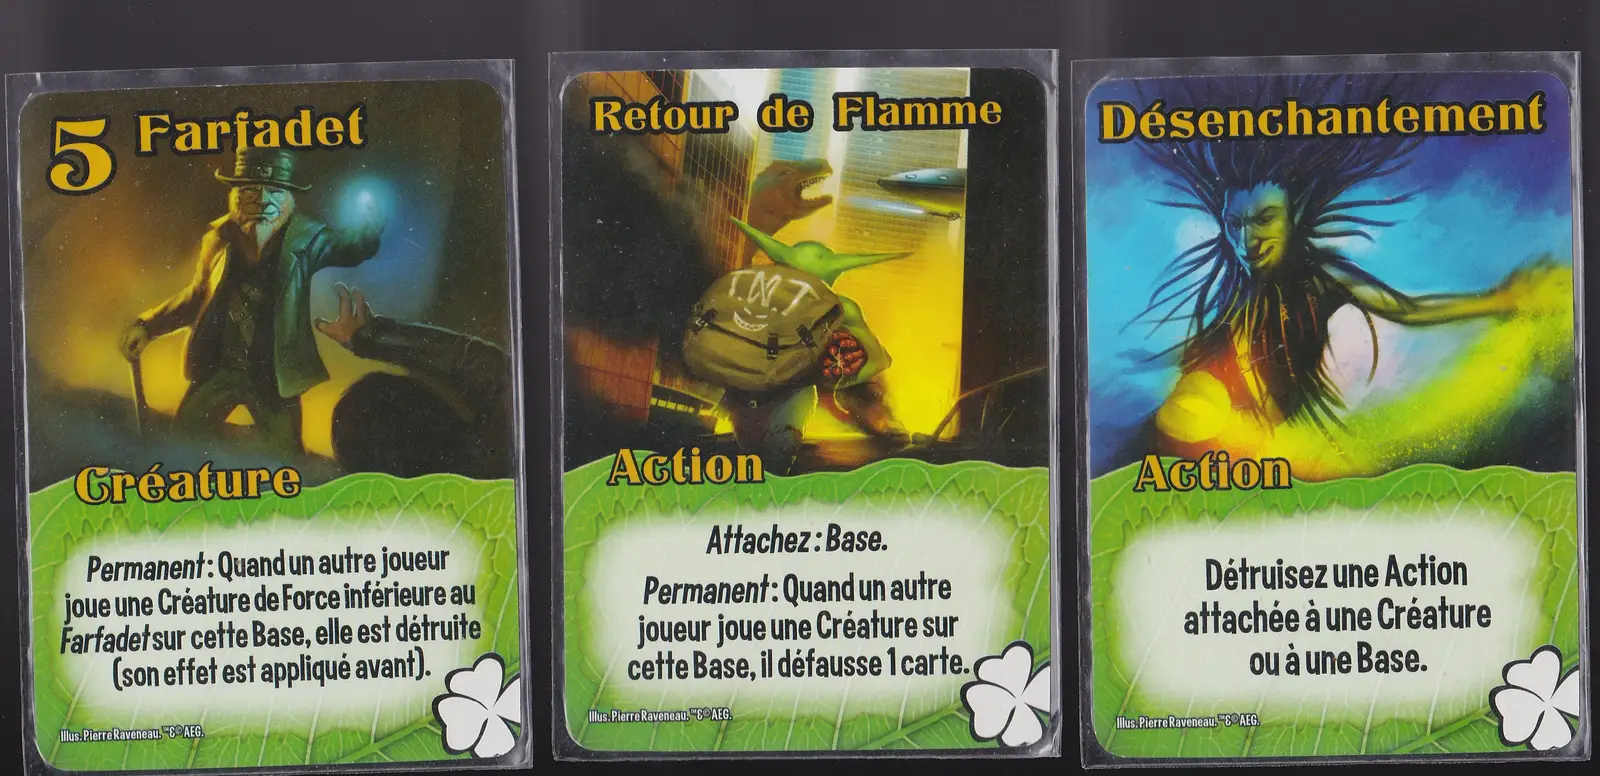 5 Farfadet
Créature
Permanent : Quand un autre joueur
joue une Créature de Force inférieure au
Farfadet sur cette Base, elle est détruite
(son effet est appliqué avant).
Illus. Pierre Raveneau. ™&© AEG.
Retour de Flamme
T.N.T
Action
Attachez : Base.
Permanent : Quand un autre
joueur joue une Créature sur
cette Base, il défausse 1 carte.
Illus. Pierre Raveneau. ™&© AEG.
Désenchantement
Action
Détruisez une Action
attachée à une Créature
ou à une Base.
Illus. Pierre Raveneau. ™&© AEG.